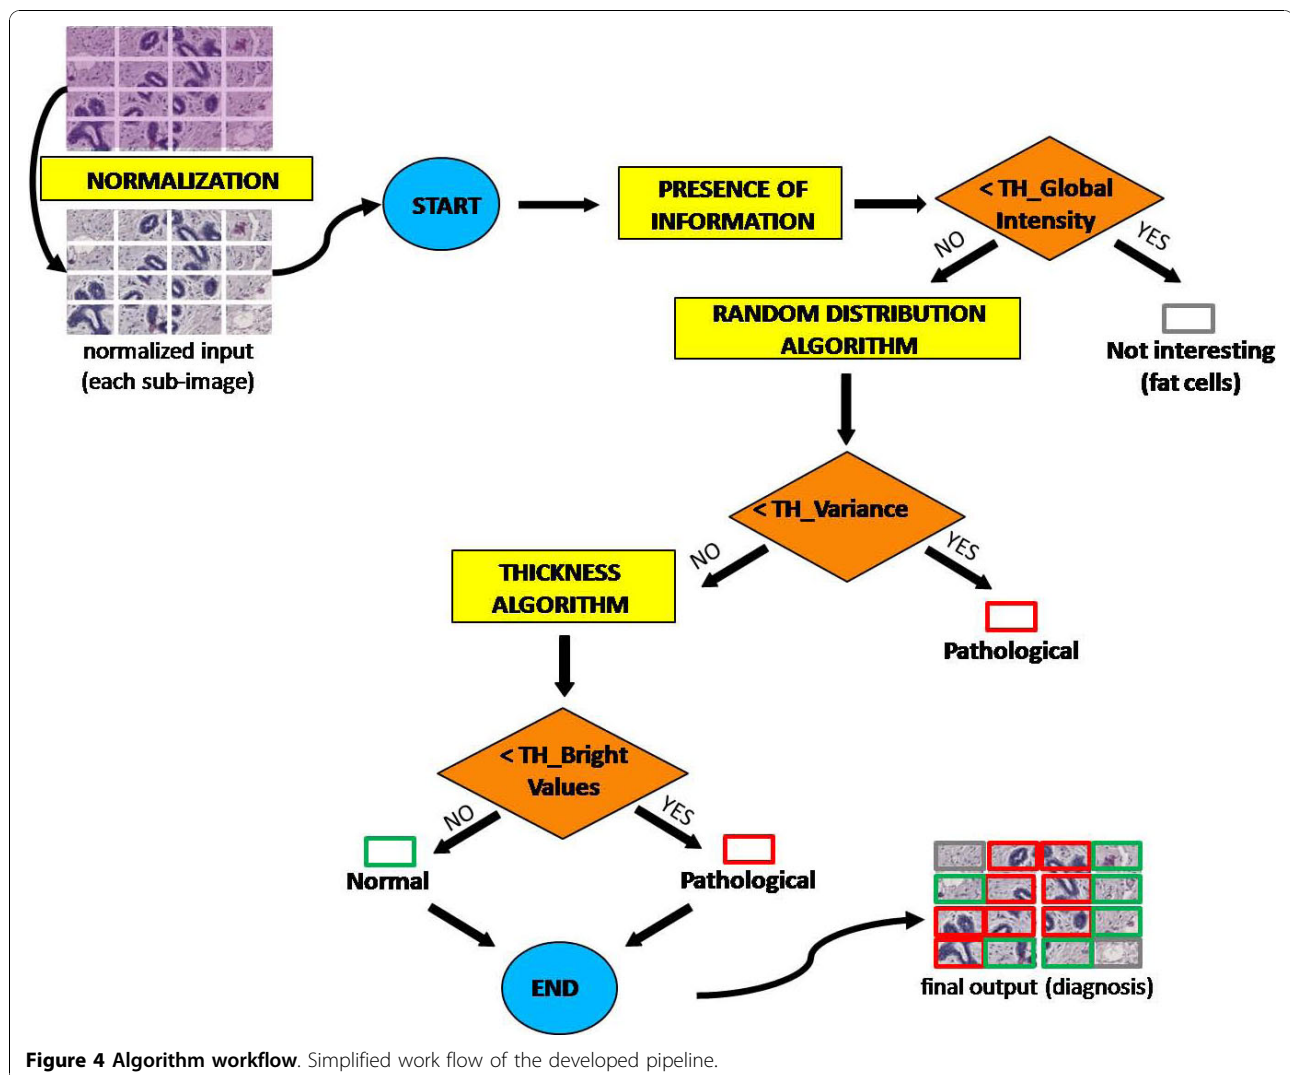 NORMALIZATION
normalized input
(each sub-image)
START
PRESENCE OF
INFORMATION
< TH_Global
Intensity
NO
YES
Not interesting
(fat cells)
RANDOM DISTRIBUTION
ALGORITHM
< TH_Variance
NO
YES
Pathological
THICKNESS
ALGORITHM
< TH_Bright
Values
NO
YES
Normal
Pathological
END
final output (diagnosis)
Figure 4 Algorithm workflow. Simplified work flow of the developed pipeline.